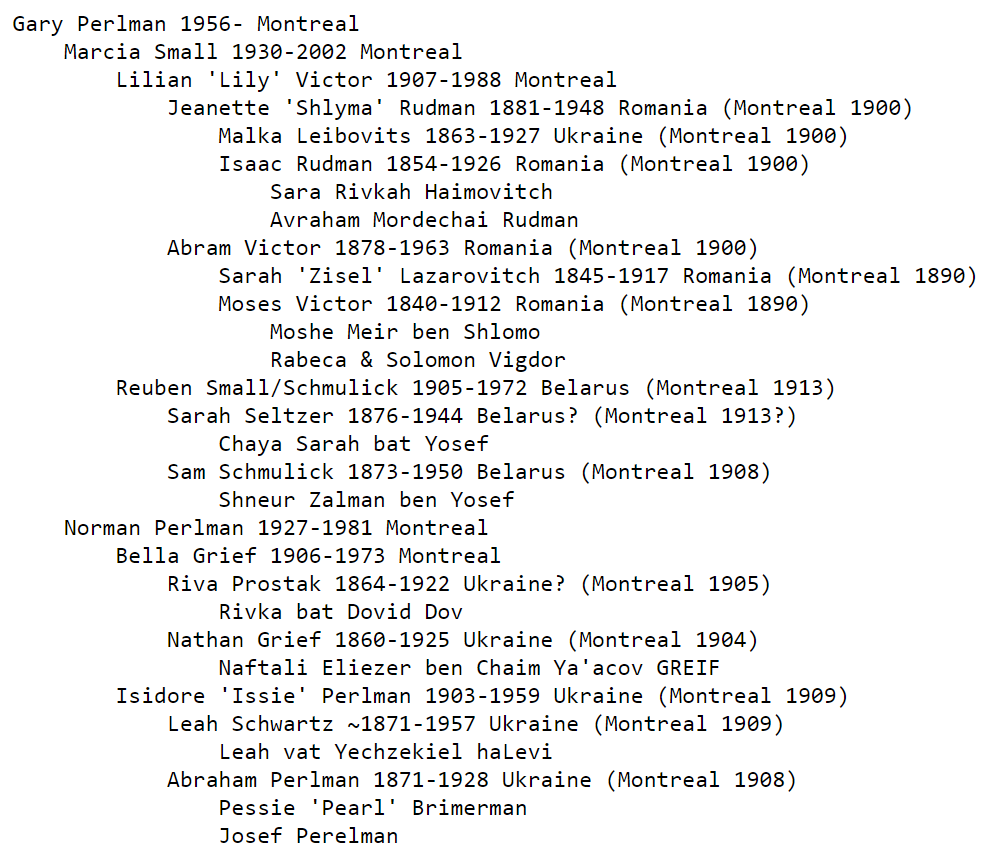 Gary Perlman 1956- Montreal
Marcia Small 1930-2002 Montreal
Lilian 'Lily' Victor 1907-1988 Montreal
Jeanette 'Shlyma' Rudman 1881-1948 Romania (Montreal 1900)
Malka Leibovits 1863-1927 Ukraine (Montreal 1900)
Isaac Rudman 1854-1926 Romania (Montreal 1900)
Sara Rivkah Haimovitch
Avraham Mordechai Rudman
Abram Victor 1878-1963 Romania (Montreal 1900)
Sarah 'Zisel' Lazarovitch 1845-1917 Romania (Montreal 1890)
Moses Victor 1840-1912 Romania (Montreal 1890)
Moshe Meir ben Shlomo
Rabeca & Solomon Vigdor
Reuben Small/Schmulick 1905-1972 Belarus (Montreal 1913)
Sarah Seltzer 1876-1944 Belarus? (Montreal 1913?)
Chaya Sarah bat Yosef
Sam Schmulick 1873-1950 Belarus (Montreal 1908)
Shneur Zalman ben Yosef
Norman Perlman 1927-1981 Montreal
Bella Grief 1906-1973 Montreal
Riva Prostak 1864-1922 Ukraine? (Montreal 1905)
Rivka bat Dovid Dov
Nathan Grief 1860-1925 Ukraine (Montreal 1904)
Naftali Eliezer ben Chaim Ya'acov GREIF
Isidore 'Issie' Perlman 1903-1959 Ukraine (Montreal 1909)
Leah Schwartz ~1871-1957 Ukraine (Montreal 1909)
Leah vat Yechzekiel haLevi
Abraham Perlman 1871-1928 Ukraine (Montreal 1908)
Pessie 'Pearl' Brimerman
Josef Perelman